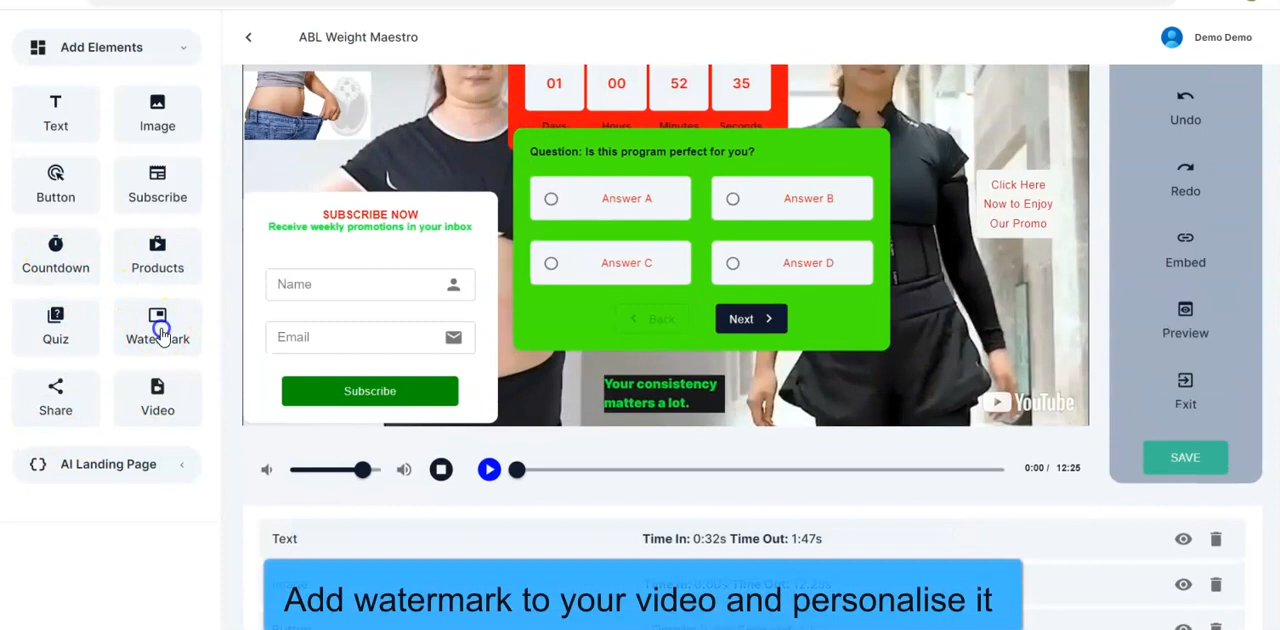 Add Elements
ABL Weight Maestro
Demo Demo
Text
Image
Button
Subscribe
Countdown
Products
Quiz
Watermark
Share
Video
AI Landing Page
01
00
52
35
Days
Hours
Minutes
Seconds
Question: Is this program perfect for you?
Answer A
Answer B
Answer C
Answer D
Back
Next
SUBSCRIBE NOW
Receive weekly promotions in your inbox
Name
Email
Subscribe
Your consistency
matters a lot.
Click Here
Now to Enjoy
Our Promo
YouTube
Undo
Redo
Embed
Preview
Exit
SAVE
0:00 / 12:25
Text
Time In: 0:32s Time Out: 1:47s
Add watermark to your video and personalise it